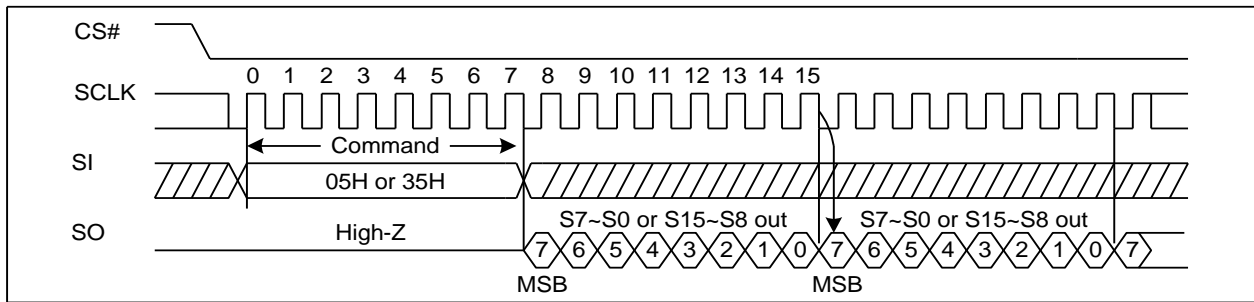 CS#
0 1 2 3 4 5 6 7 8 9 10 11 12 13 14 15
SCLK
Command
SI
05H or 35H
S7~S0 or S15~S8 out S7~S0 or S15~S8 out
SO
High-Z
7 6 5 4 3 2 1 0 7 6 5 4 3 2 1 0 7
MSB MSB